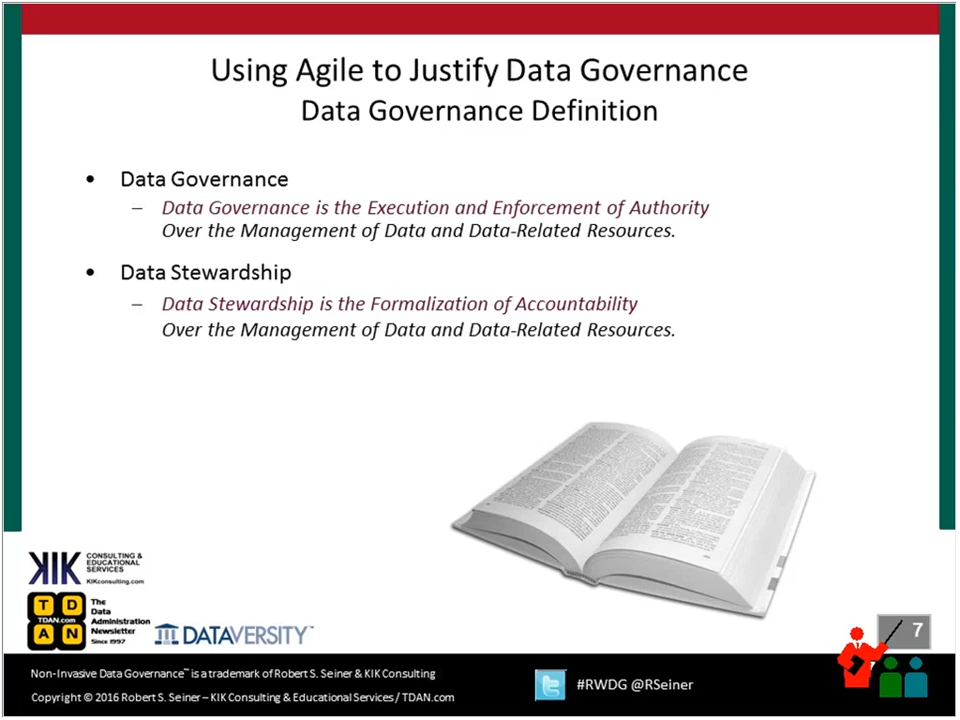 Using Agile to Justify Data Governance
Data Governance Definition
• Data Governance
– Data Governance is the Execution and Enforcement of Authority
Over the Management of Data and Data-Related Resources.
• Data Stewardship
– Data Stewardship is the Formalization of Accountability
Over the Management of Data and Data-Related Resources.
KIK
CONSULTING &
EDUCATIONAL
SERVICES
KIKconsulting.com
T D
TDAN.com
A N
The
Data
Administration
Newsletter
Since 1997
DATAVERSITY™
7
Non-Invasive Data Governance™ is a trademark of Robert S. Seiner & KIK Consulting
Copyright © 2016 Robert S. Seiner – KIK Consulting & Educational Services / TDAN.com
#RWDG @RSeiner